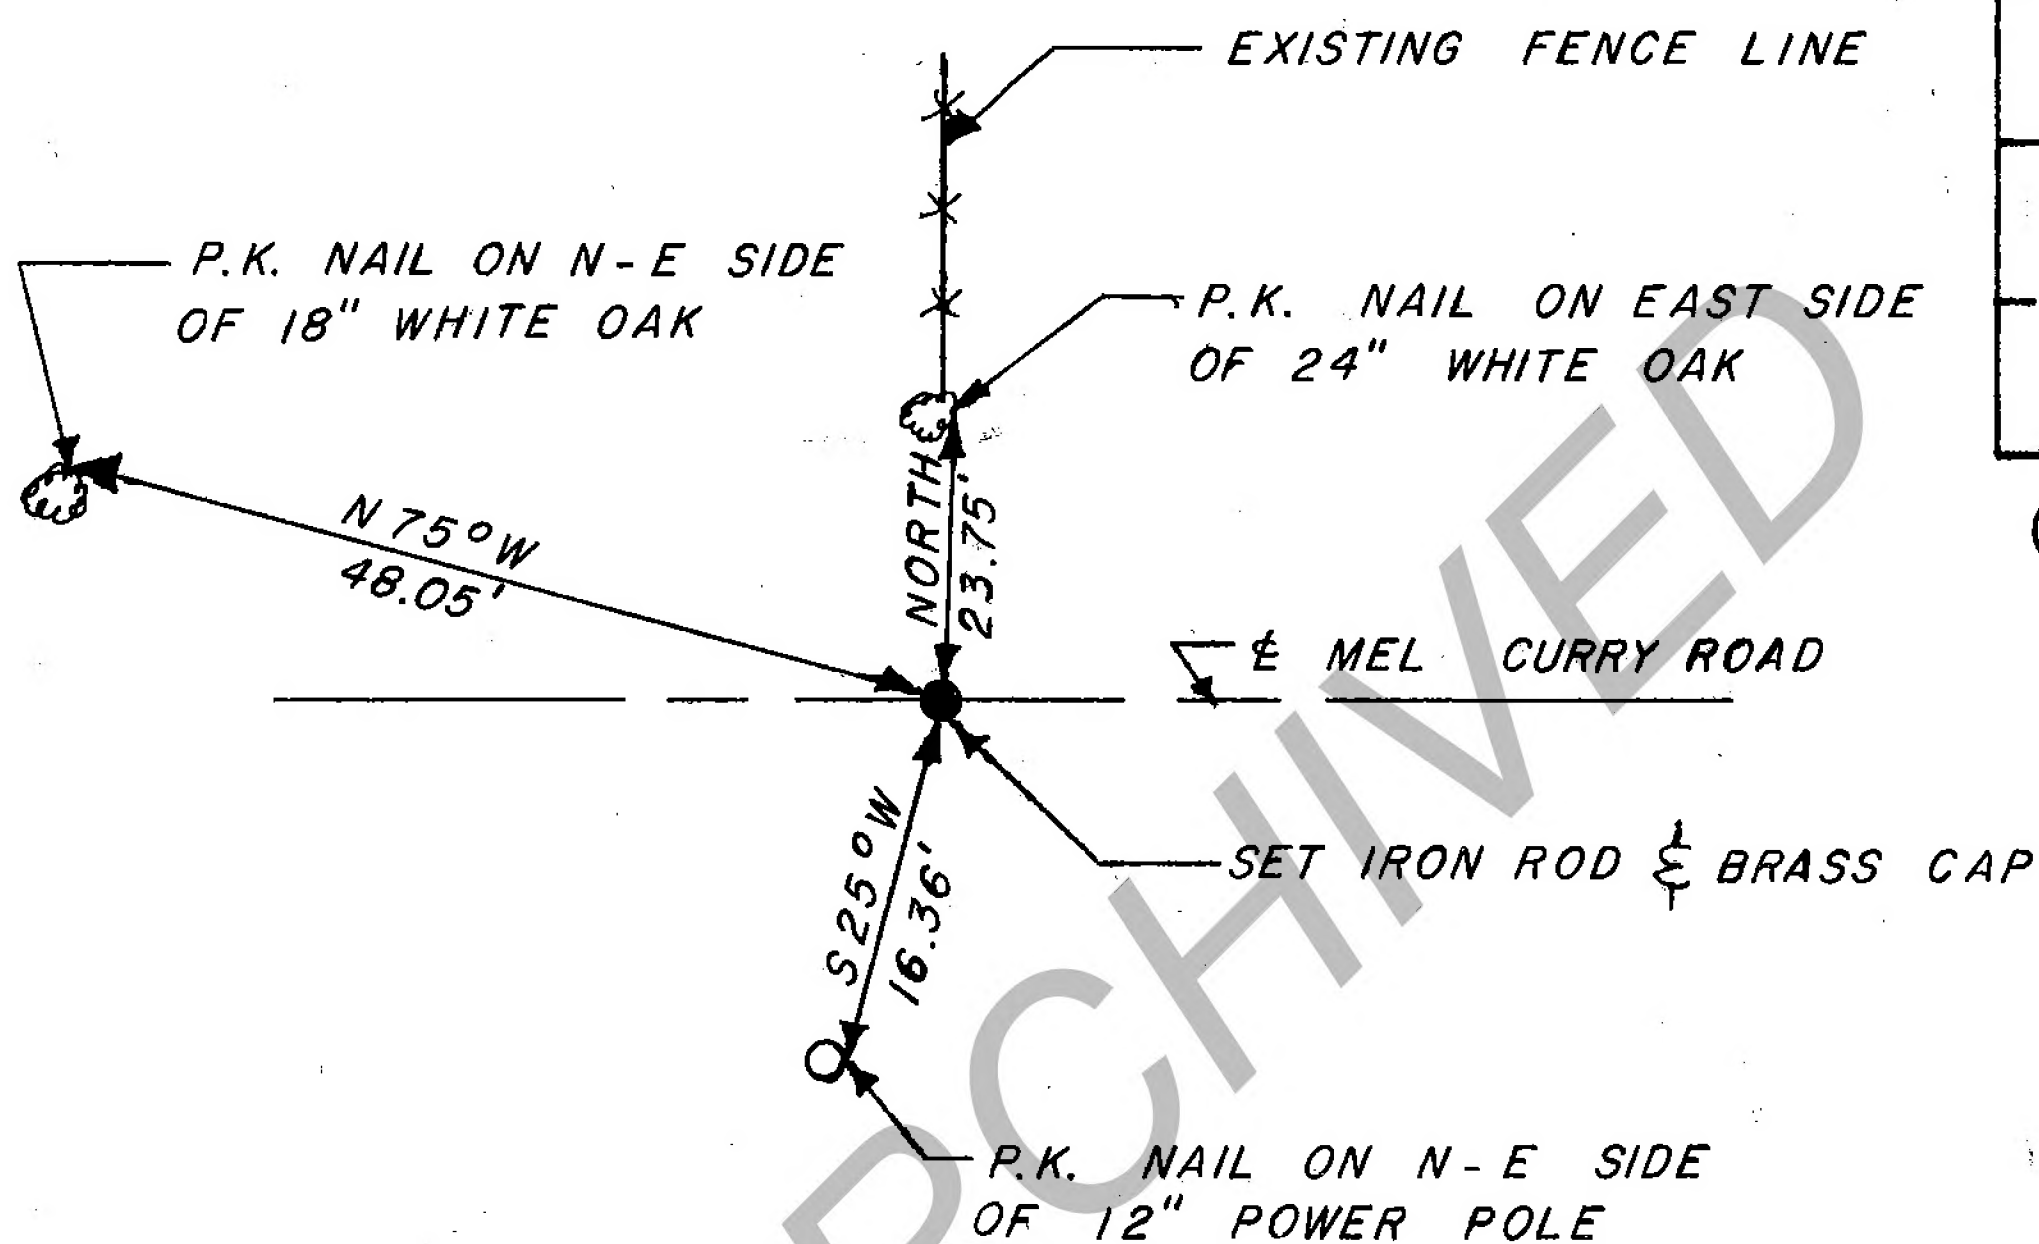 EXISTING FENCE LINE
P.K. NAIL ON N-E SIDE
OF 18" WHITE OAK
P.K. NAIL ON EAST SIDE
OF 24" WHITE OAK
N 75° W
48.05'
NORTH
23.75'
℄ MEL CURRY ROAD
S 25° W
16.36'
SET IRON ROD & BRASS CAP
P.K. NAIL ON N-E SIDE
OF 12" POWER POLE